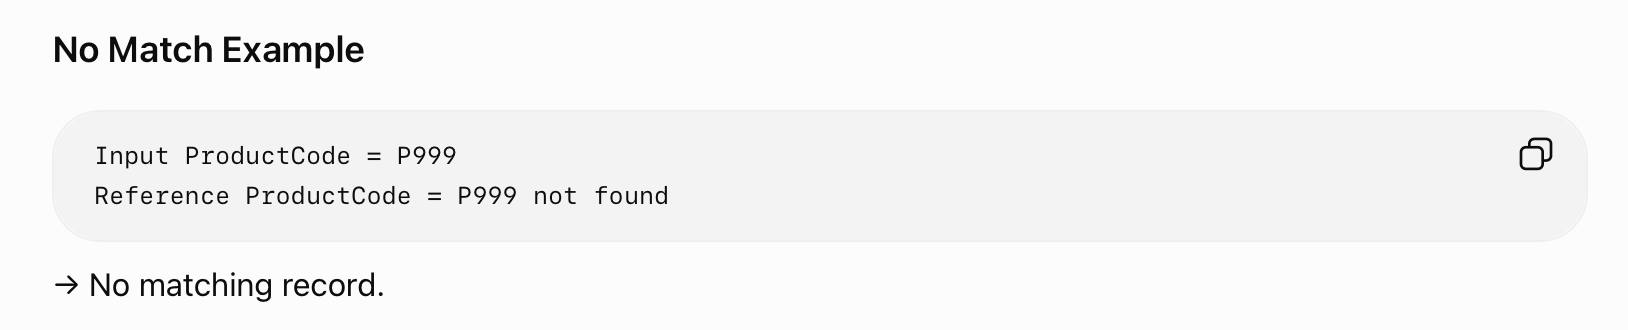 No Match Example
Input ProductCode = P999
Reference ProductCode = P999 not found
→ No matching record.